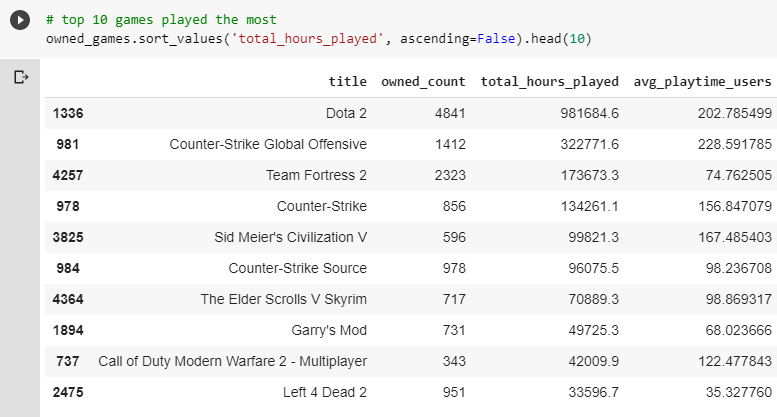 # top 10 games played the most
owned_games.sort_values('total_hours_played', ascending=False).head(10)
title owned_count total_hours_played avg_playtime_users
1336 Dota 2 4841 981684.6 202.785499
981 Counter-Strike Global Offensive 1412 322771.6 228.591785
4257 Team Fortress 2 2323 173673.3 74.762505
978 Counter-Strike 856 134261.1 156.847079
3825 Sid Meier's Civilization V 596 99821.3 167.485403
984 Counter-Strike Source 978 96075.5 98.236708
4364 The Elder Scrolls V Skyrim 717 70889.3 98.869317
1894 Garry's Mod 731 49725.3 68.023666
737 Call of Duty Modern Warfare 2 - Multiplayer 343 42009.9 122.477843
2475 Left 4 Dead 2 951 33596.7 35.327760